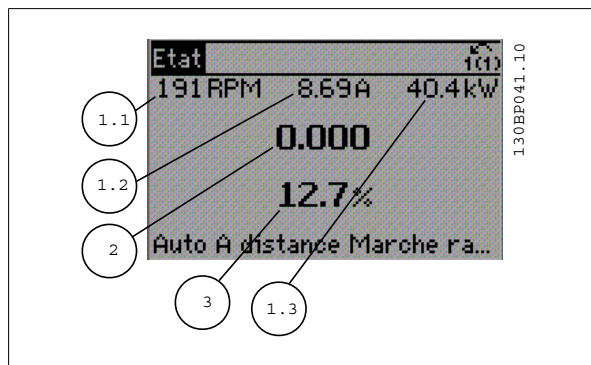 Etat 1(1)
191 RPM 8.69A 40.4kW
0.000
12.7%
Auto A distance Marche ra...
1.1
1.2
2
3
1.3
130BP041.10